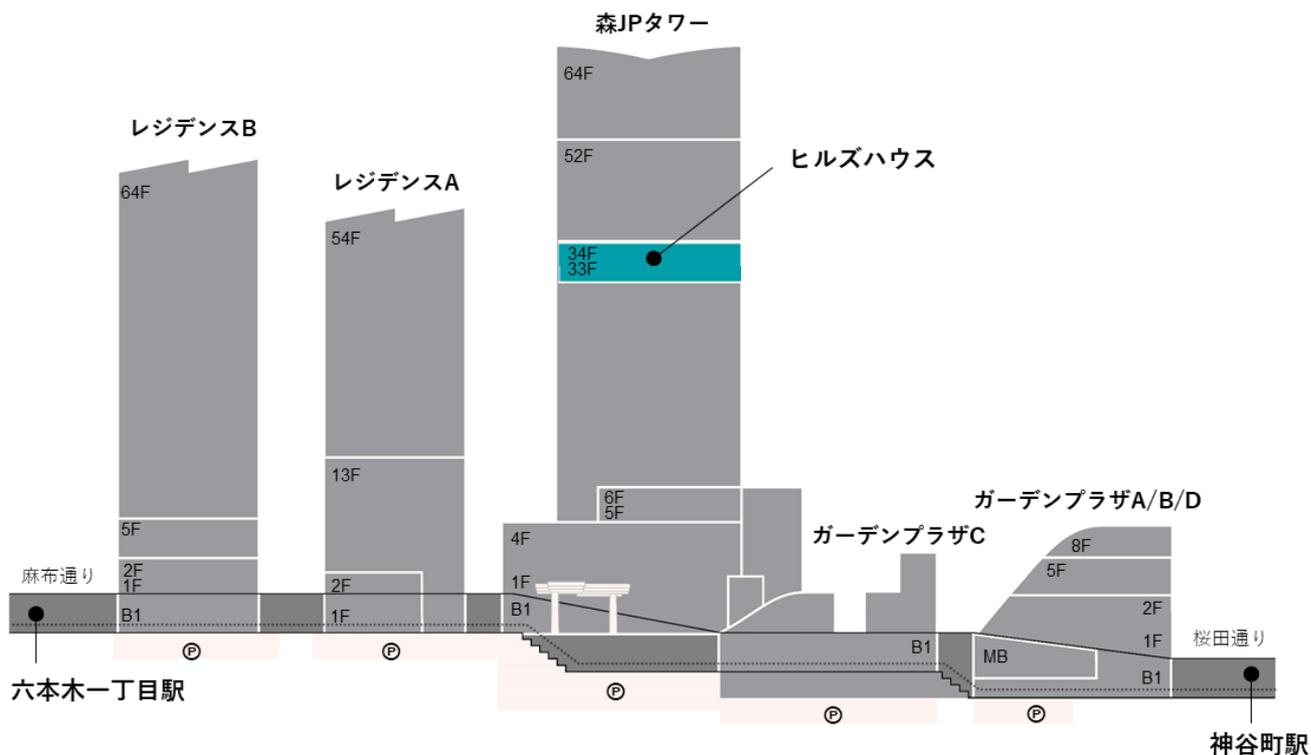 森JPタワー
64F
52F
ヒルズハウス
34F
33F
6F
5F
4F
1F
B1
レジデンスB
64F
5F
2F
1F
B1
レジデンスA
54F
13F
2F
1F
ガーデンプラザC
B1
ガーデンプラザA/B/D
8F
5F
2F
1F
MB
B1
麻布通り
六本木一丁目駅
桜田通り
神谷町駅
P
P
P
P
P